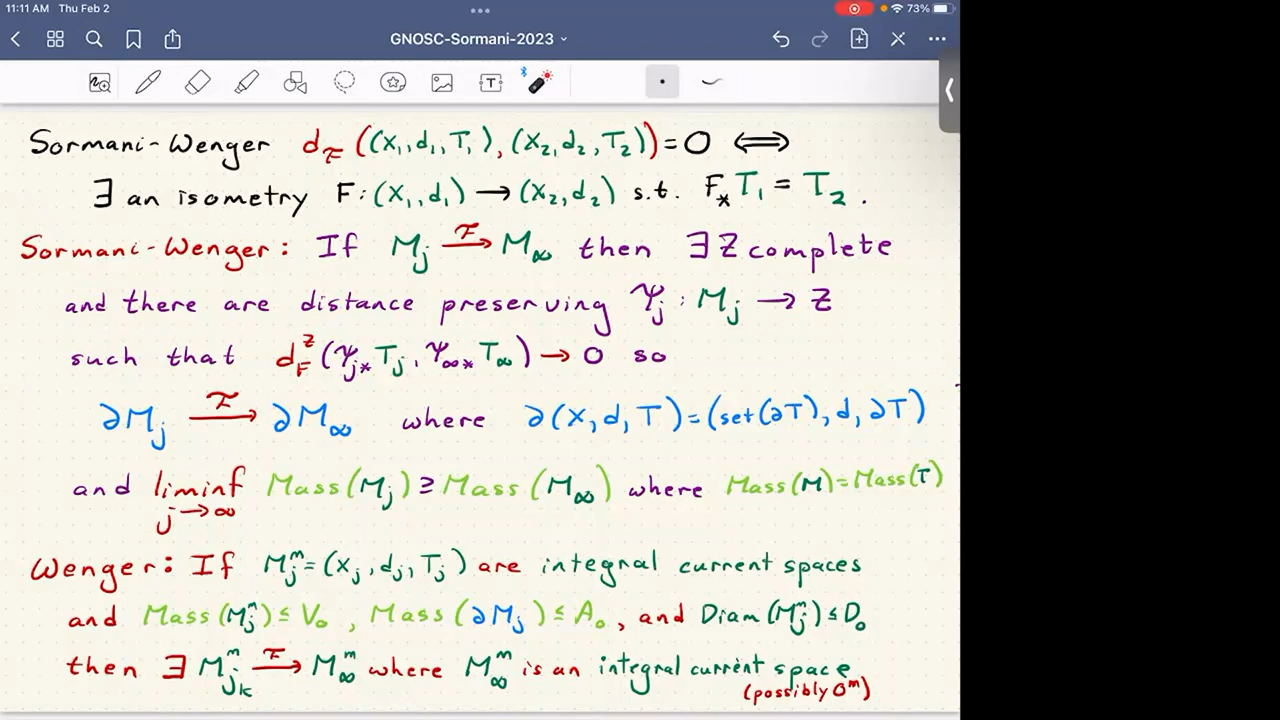 11:11 AM Thu Feb 2
73%
GNOSC-Sormani-2023
Sormani-Wenger d_F((X₁,d₁,T₁),(X₂,d₂,T₂))=0 ⟺
∃ an isometry F:(X₁,d₁)→(X₂,d₂) s.t. F_*T₁=T₂.
Sormani-Wenger: If M_j –F→ M_∞ then ∃ Z complete
and there are distance preserving Ψ_j : M_j → Z
such that d_F^Z(Ψ_j*T_j, Ψ_∞*T_∞) → 0 so
∂M_j –F→ ∂M_∞ where ∂(X,d,T)=(set(∂T),d,∂T)
and liminf_{j→∞} Mass(M_j) ≥ Mass(M_∞) where Mass(M)=Mass(T)
Wenger: If M_j^m=(X_j,d_j,T_j) are integral current spaces
and Mass(M_j^m) ≤ V₀, Mass(∂M_j) ≤ A₀, and Diam(M_j^m) ≤ D₀
then ∃ M_{j_k}^m –F→ M_∞^m where M_∞^m is an integral current space
(possibly 0^m)